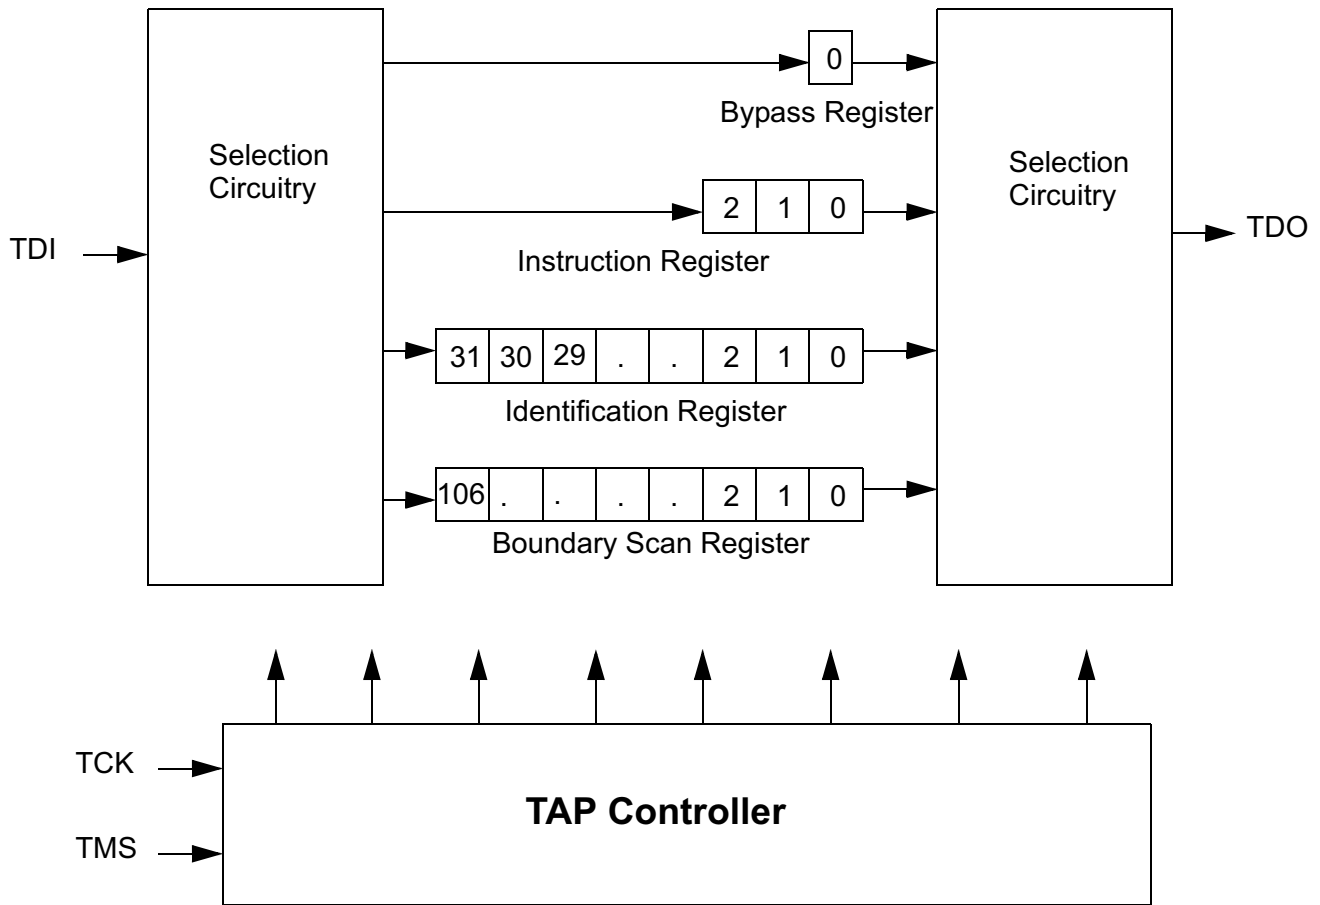 0
Bypass Register
Selection
Circuitry
Selection
Circuitry
2 1 0
TDI
TDO
Instruction Register
31 30 29 . . 2 1 0
Identification Register
106 . . . . 2 1 0
Boundary Scan Register
TCK
TAP Controller
TMS